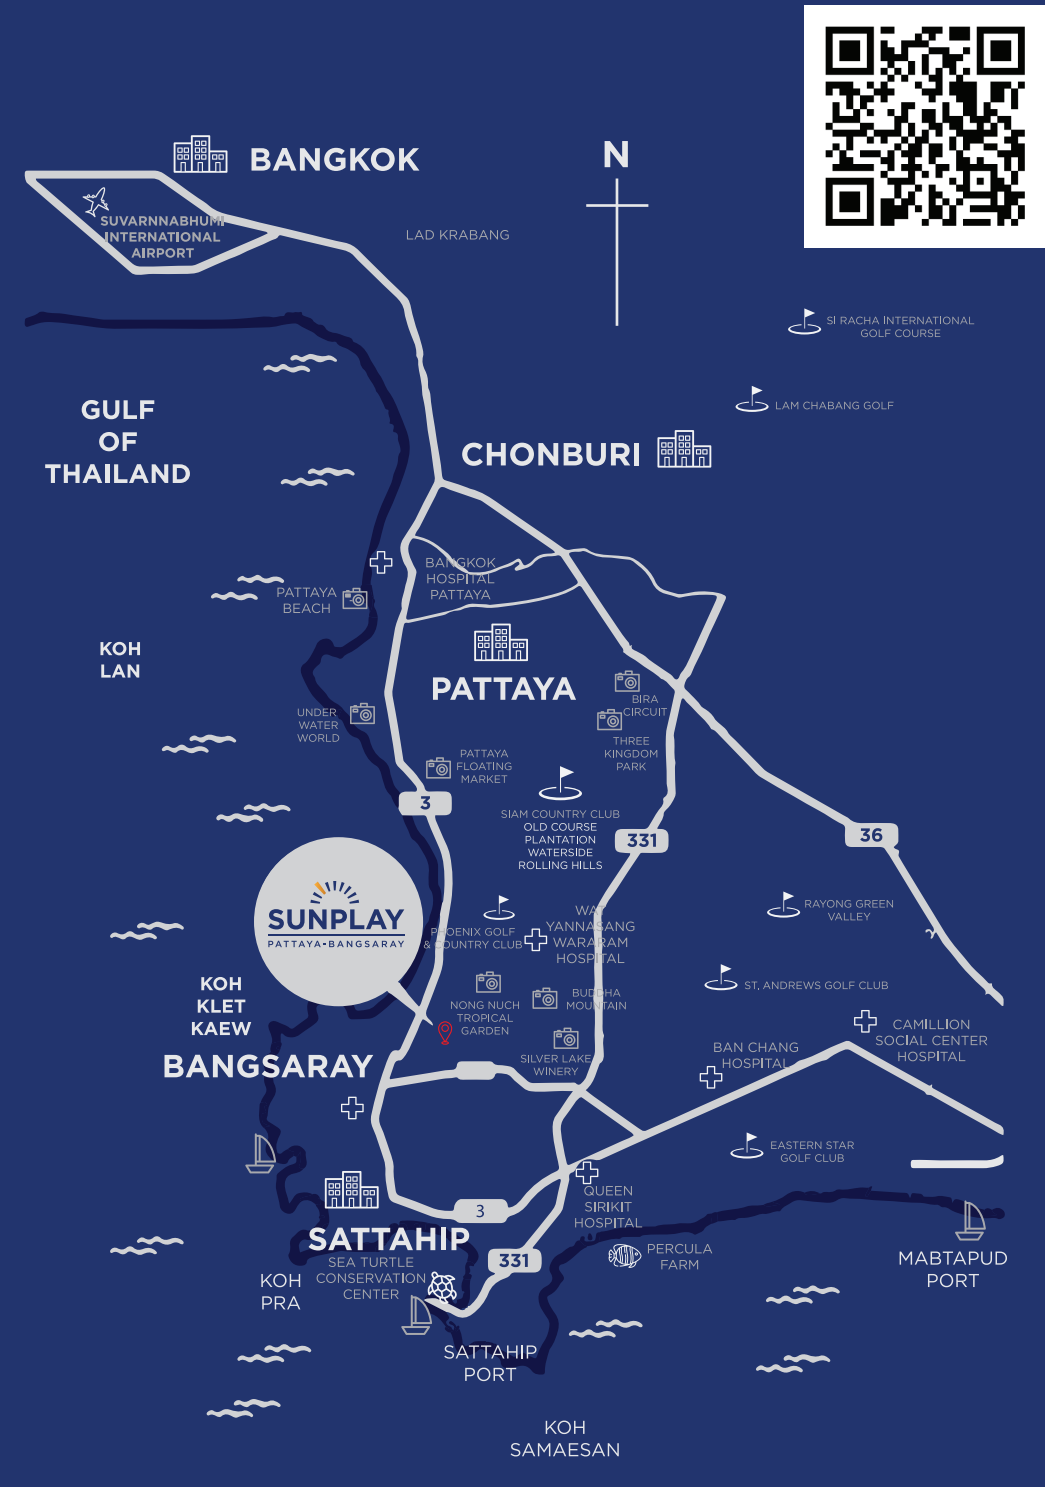 BANGKOK
N
SUVARNNABHUMI
INTERNATIONAL
AIRPORT
LAD KRABANG
SI RACHA INTERNATIONAL
GOLF COURSE
LAM CHABANG GOLF
GULF
OF
THAILAND
CHONBURI
BANGKOK
HOSPITAL
PATTAYA
PATTAYA
BEACH
KOH
LAN
PATTAYA
BIRA
CIRCUIT
UNDER
WATER
WORLD
THREE
KINGDOM
PARK
PATTAYA
FLOATING
MARKET
3
SIAM COUNTRY CLUB
OLD COURSE
PLANTATION
WATERSIDE
ROLLING HILLS
331
36
SUNPLAY
PATTAYA-BANGSARAY
PHOENIX GOLF
& COUNTRY CLUB
WAT
YANNASANG
WARARAM
HOSPITAL
RAYONG GREEN
VALLEY
KOH
KLET
KAEW
NONG NUCH
TROPICAL
GARDEN
BUDDHA
MOUNTAIN
ST, ANDREWS GOLF CLUB
BANGSARAY
SILVER LAKE
WINERY
BAN CHANG
HOSPITAL
CAMILLION
SOCIAL CENTER
HOSPITAL
EASTERN STAR
GOLF CLUB
QUEEN
SIRIKIT
HOSPITAL
3
SATTAHIP
331
SEA TURTLE
CONSERVATION
CENTER
PERCULA
FARM
MABTAPUD
PORT
KOH
PRA
SATTAHIP
PORT
KOH
SAMAESAN